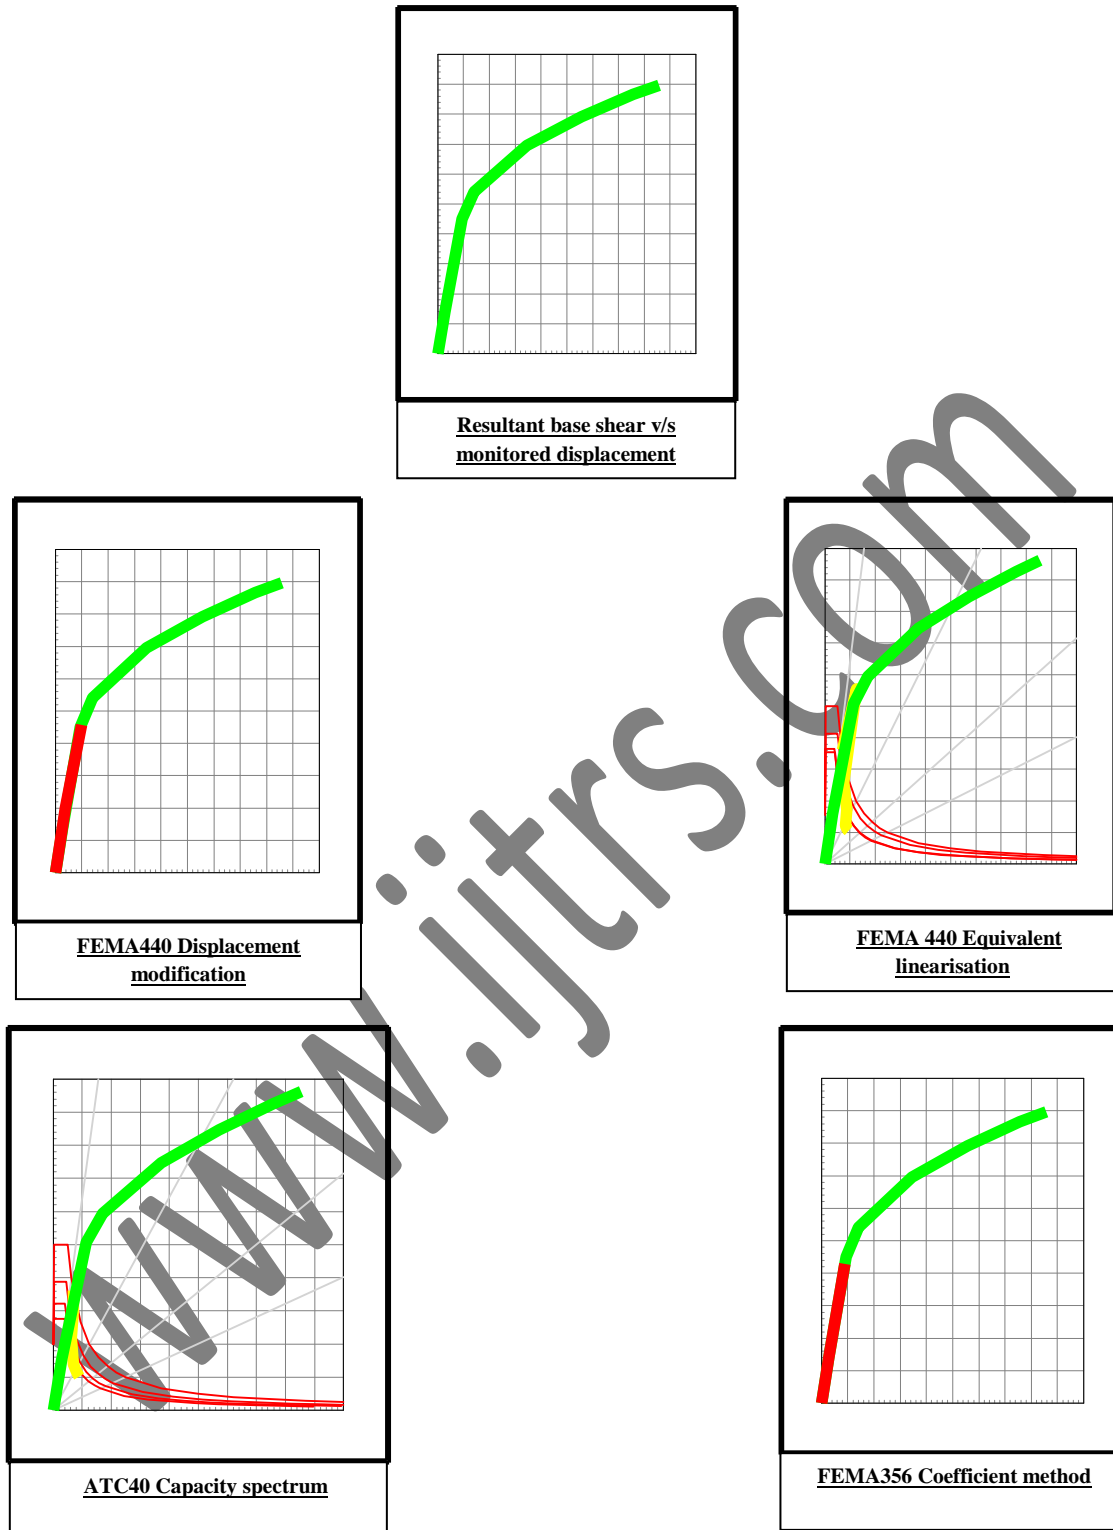 Resultant base shear v/s
monitored displacement
FEMA440 Displacement
modification
FEMA 440 Equivalent
linearisation
ATC40 Capacity spectrum
FEMA356 Coefficient method
www.ijtrs.com